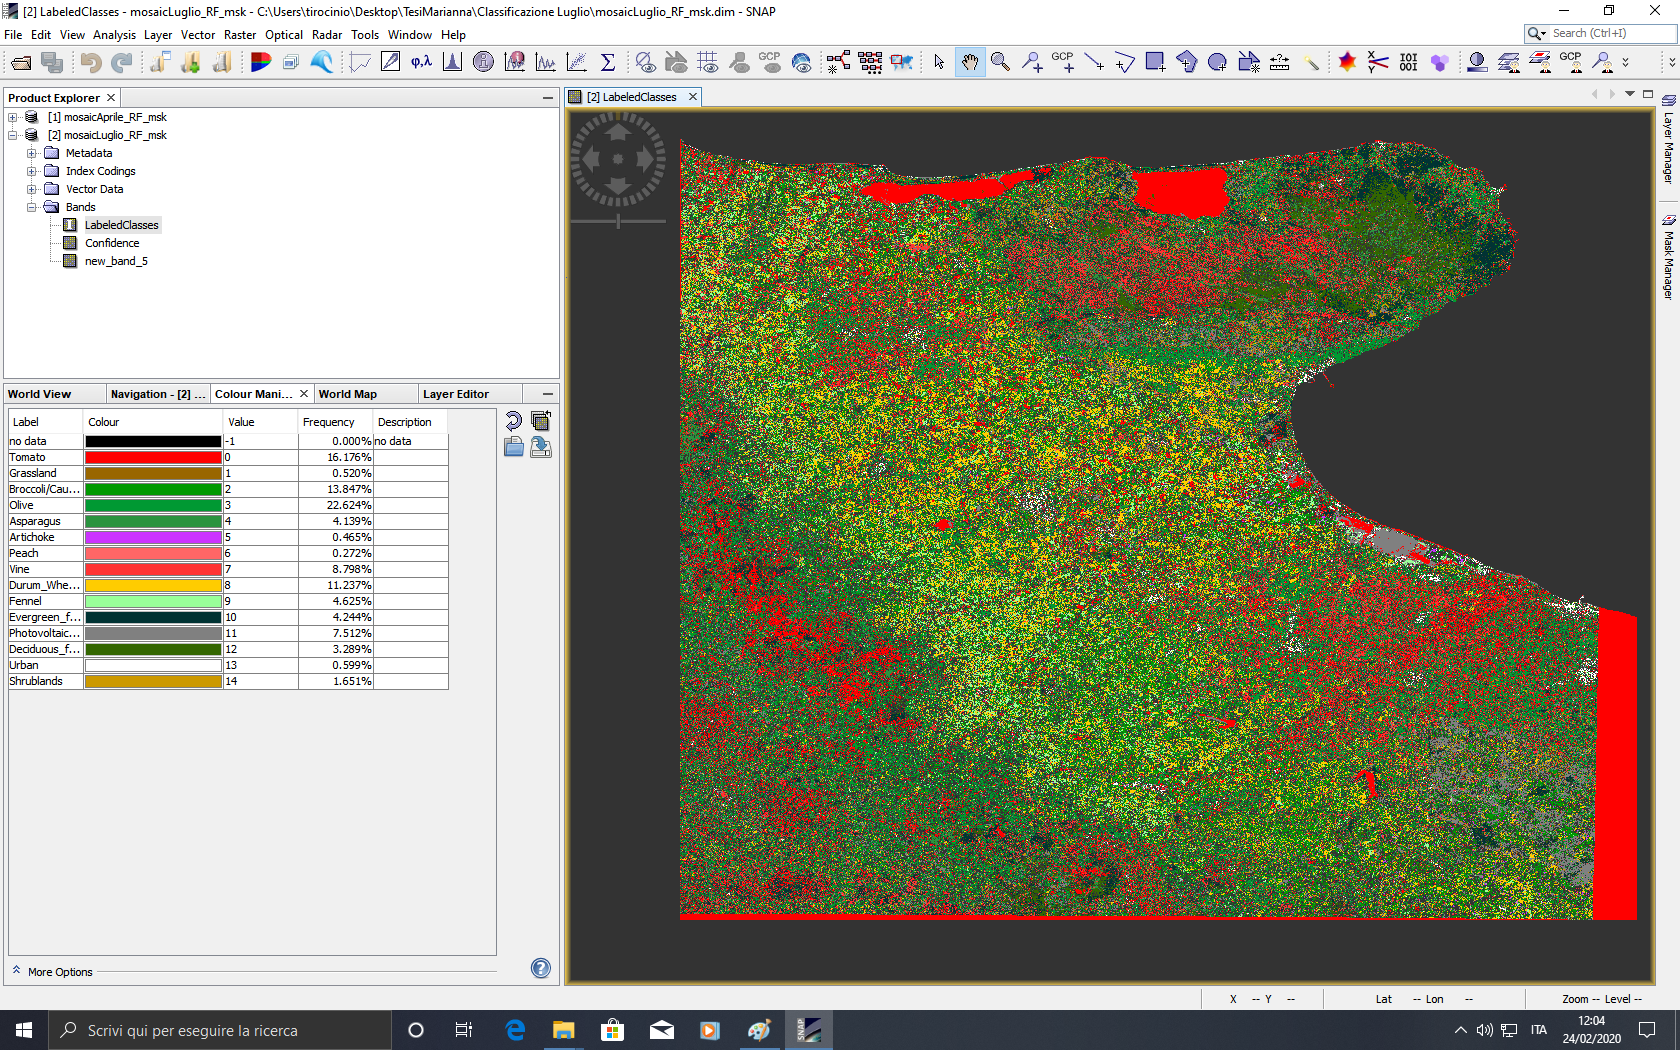 [2] LabeledClasses - mosaicLuglio_RF_msk - C:\Users\tirocinio\Desktop\TesiMarianna\Classificazione Luglio\mosaicLuglio_RF_msk.dim - SNAP
File Edit View Analysis Layer Vector Raster Optical Radar Tools Window Help
Search (Ctrl+I)
φ,λ
GCP
GCP
GCP
Product Explorer
[2] LabeledClasses
[1] mosaicAprile_RF_msk
[2] mosaicLuglio_RF_msk
Metadata
Index Codings
Vector Data
Bands
LabeledClasses
Confidence
new_band_5
Layer Manager
Mask Manager
World View Navigation - [2] ... Colour Mani... World Map Layer Editor
Label Colour Value Frequency Description
no data -1 0.000% no data
Tomato 0 16.176%
Grassland 1 0.520%
Broccoli/Cau... 2 13.847%
Olive 3 22.624%
Asparagus 4 4.139%
Artichoke 5 0.465%
Peach 6 0.272%
Vine 7 8.798%
Durum_Whe... 8 11.237%
Fennel 9 4.625%
Evergreen_f... 10 4.244%
Photovoltaic... 11 7.512%
Deciduous_f... 12 3.289%
Urban 13 0.599%
Shrublands 14 1.651%
More Options
X -- Y -- Lat -- Lon -- Zoom -- Level --
Scrivi qui per eseguire la ricerca
SNAP
ITA
12:04
24/02/2020